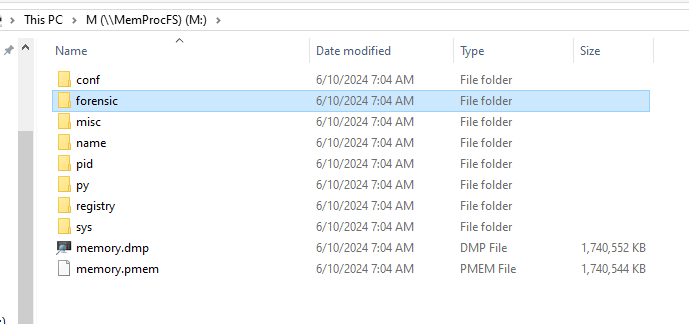 This PC > M (\\MemProcFS) (M:) >
Name Date modified Type Size
conf 6/10/2024 7:04 AM File folder
forensic 6/10/2024 7:04 AM File folder
misc 6/10/2024 7:04 AM File folder
name 6/10/2024 7:04 AM File folder
pid 6/10/2024 7:04 AM File folder
py 6/10/2024 7:04 AM File folder
registry 6/10/2024 7:04 AM File folder
sys 6/10/2024 7:04 AM File folder
memory.dmp 6/10/2024 7:04 AM DMP File 1,740,552 KB
memory.pmem 6/10/2024 7:04 AM PMEM File 1,740,544 KB